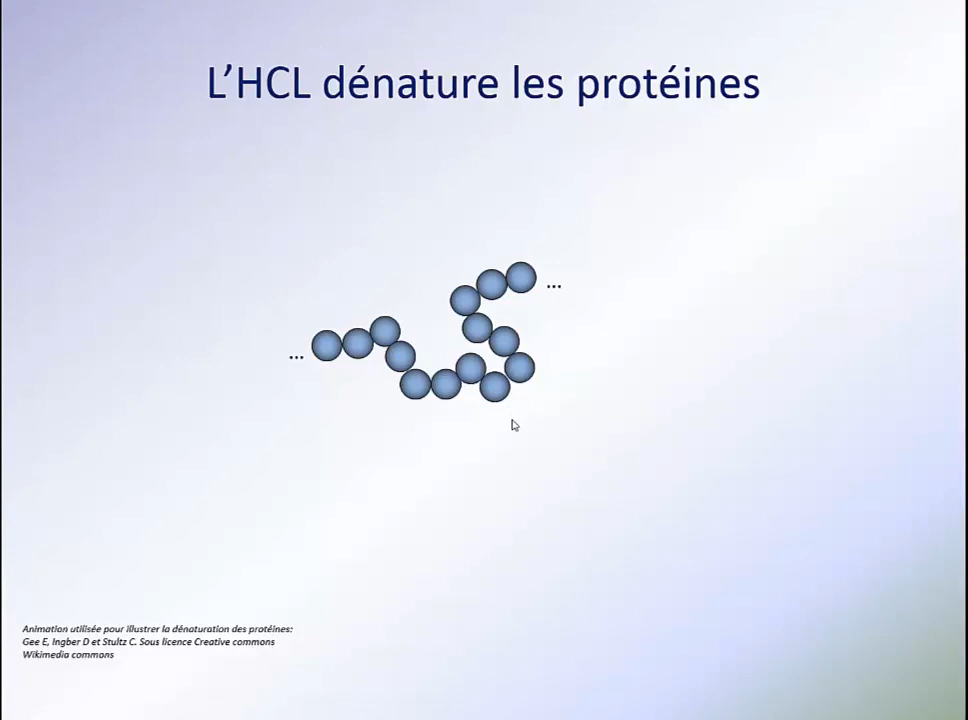 L’HCL dénature les protéines
...
...
Animation utilisée pour illustrer la dénaturation des protéines:
Gee E, Ingber D et Stultz C. Sous licence Creative commons
Wikimedia commons